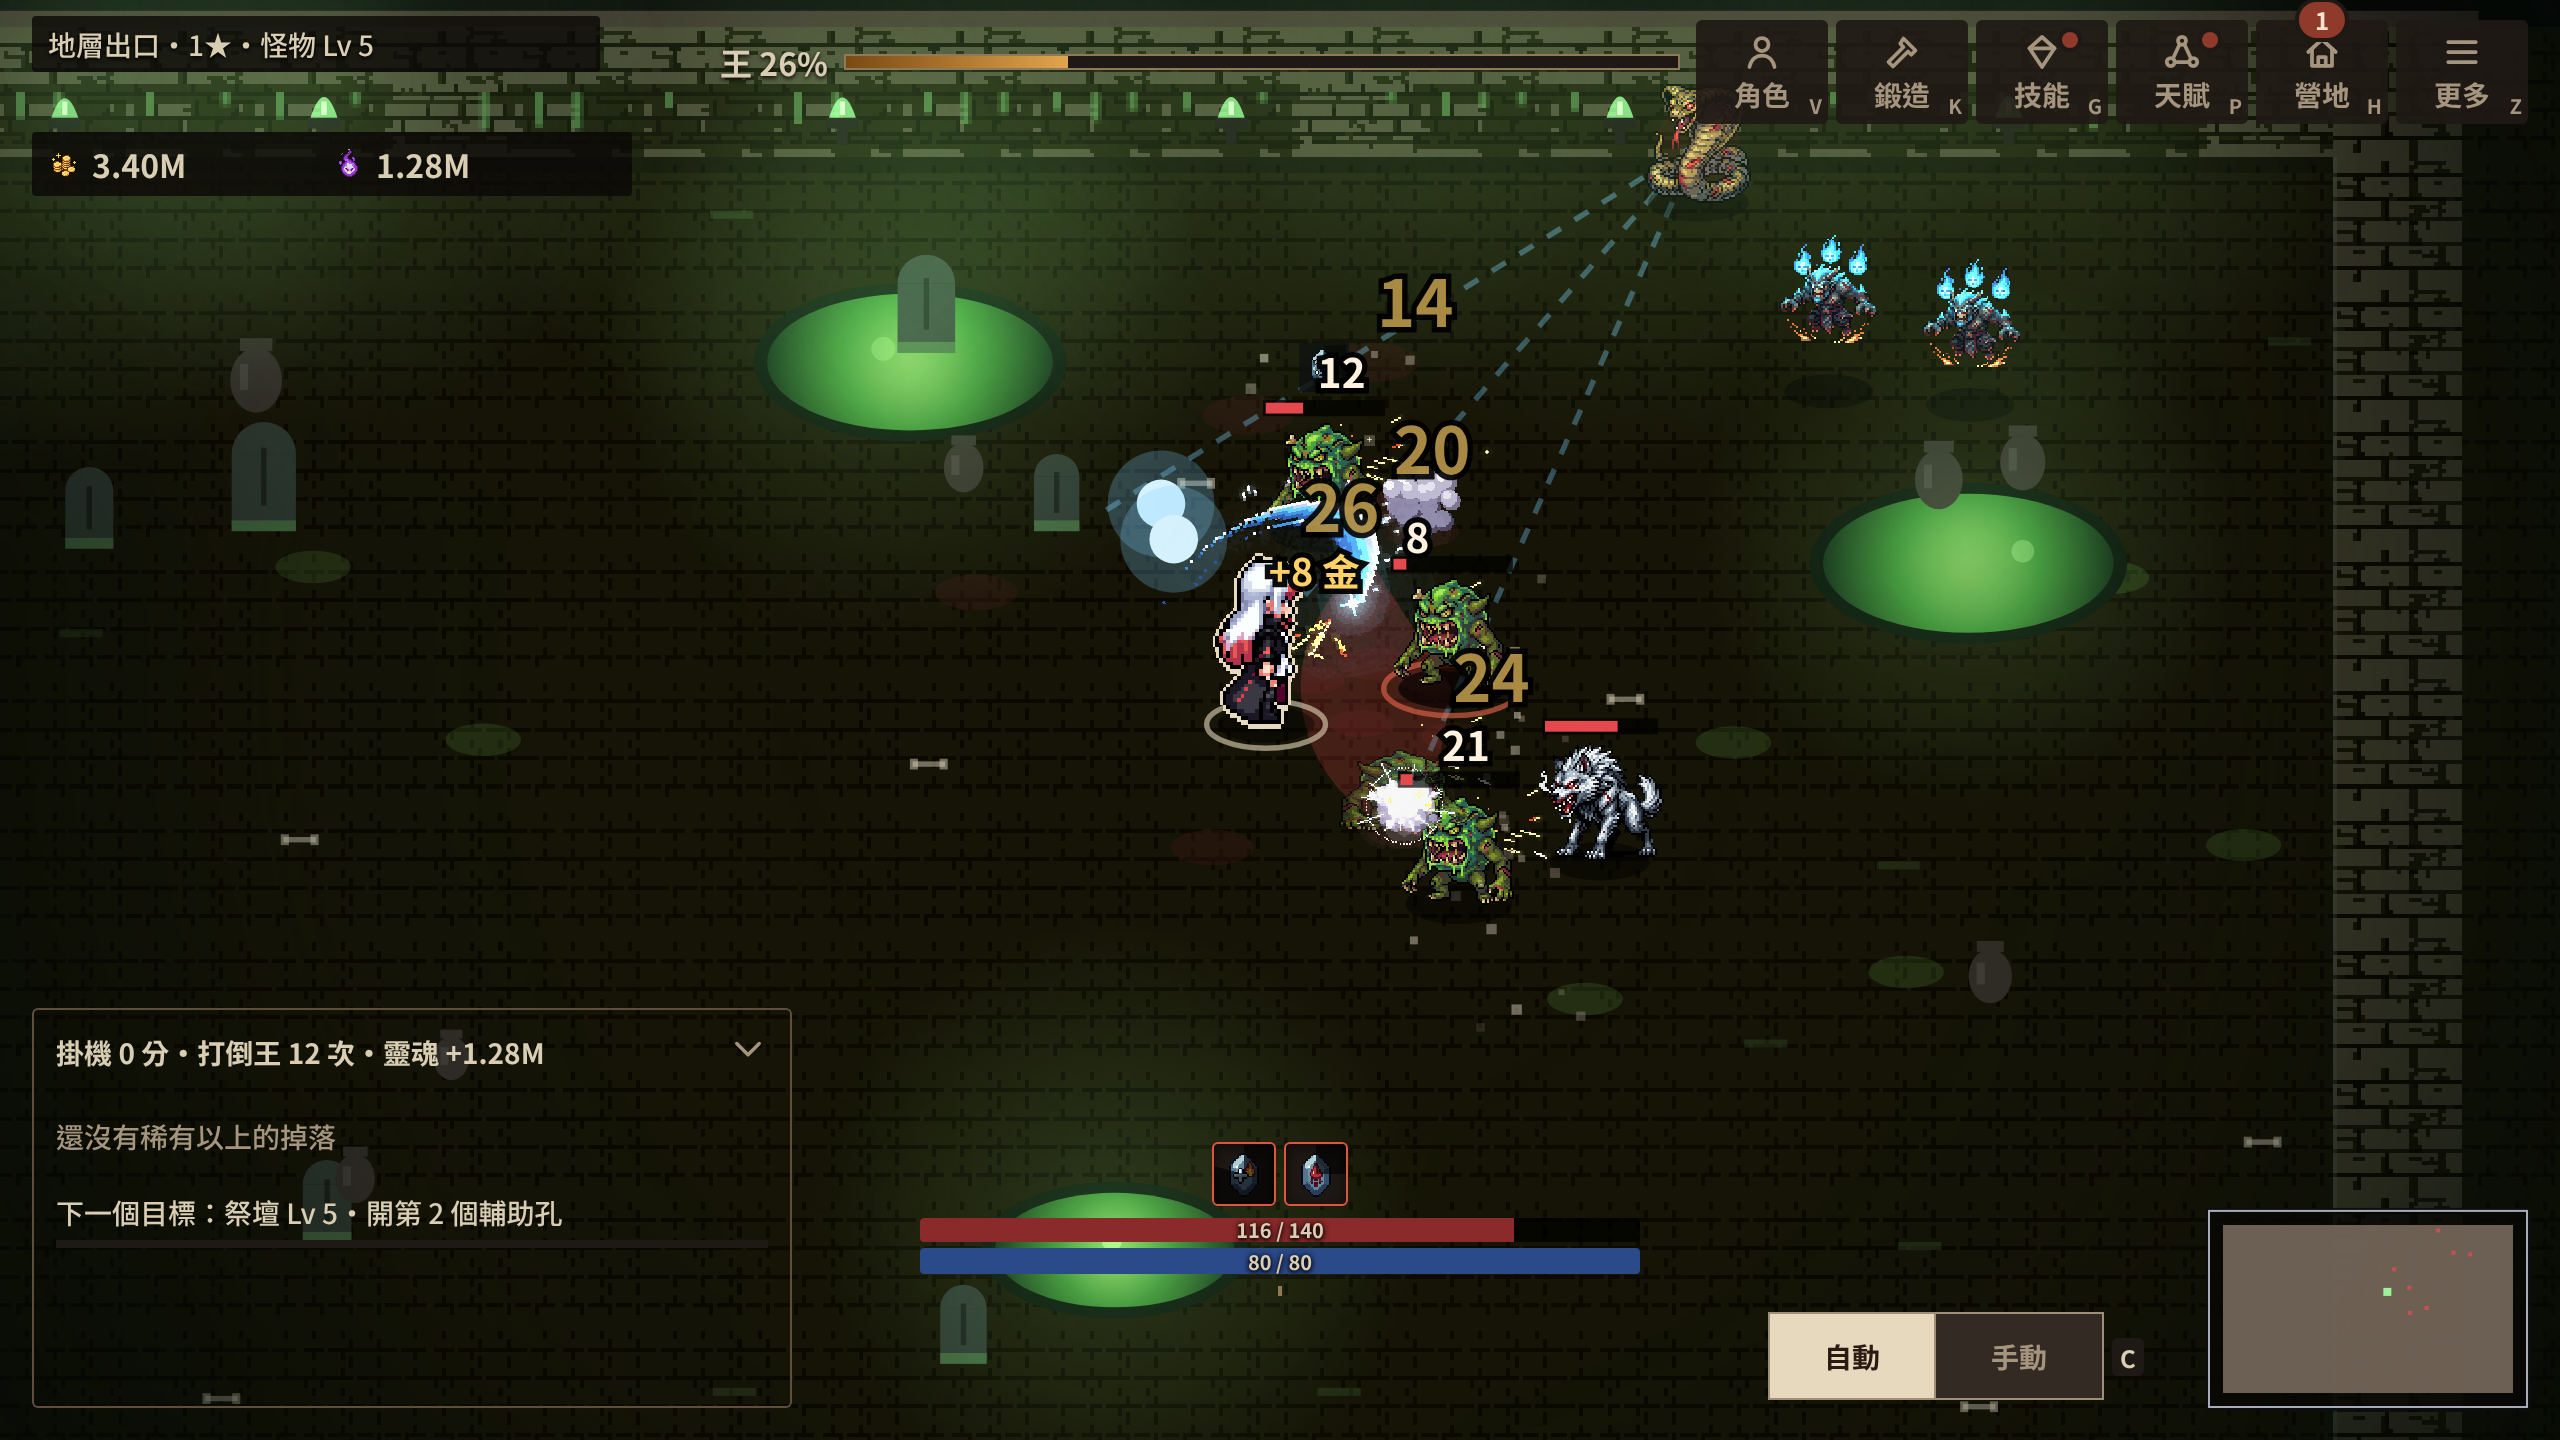 地層出口・1★・怪物 Lv 5
王 26%
1
角色 V
鍛造 K
技能 G
天賦 P
營地 H
更多 Z
3.40M
1.28M
14
12
20
26
8
+8 金
24
21
掛機 0 分・打倒王 12 次・靈魂 +1.28M
還沒有稀有以上的掉落
下一個目標：祭壇 Lv 5・開第 2 個輔助孔
116 / 140
80 / 80
自動
手動
C